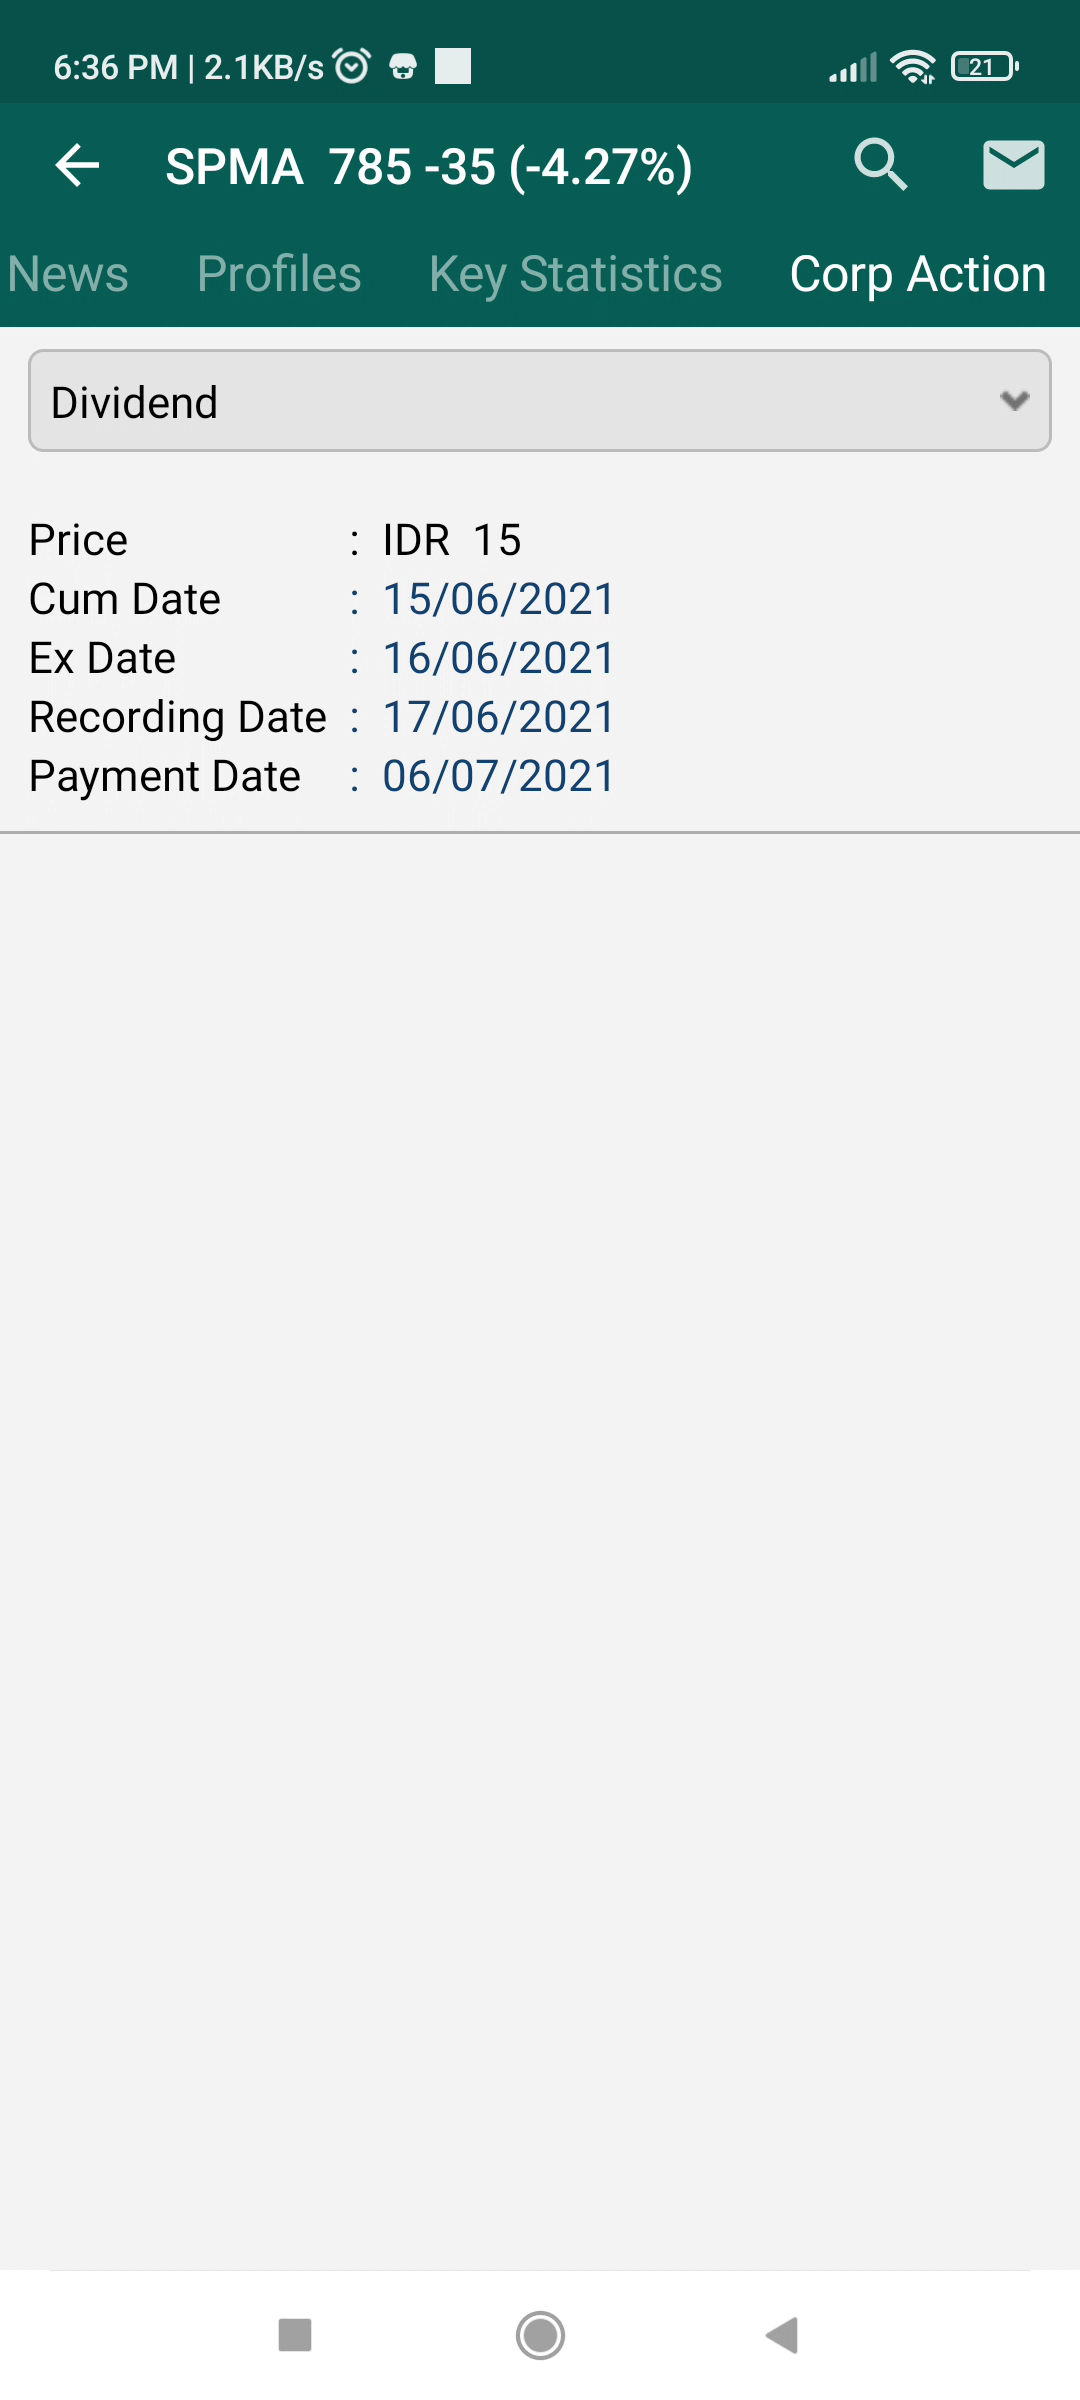 6:36 PM | 2.1KB/s 21
SPMA 785 -35 (-4.27%)
News Profiles Key Statistics Corp Action
Dividend
Price : IDR 15
Cum Date : 15/06/2021
Ex Date : 16/06/2021
Recording Date : 17/06/2021
Payment Date : 06/07/2021